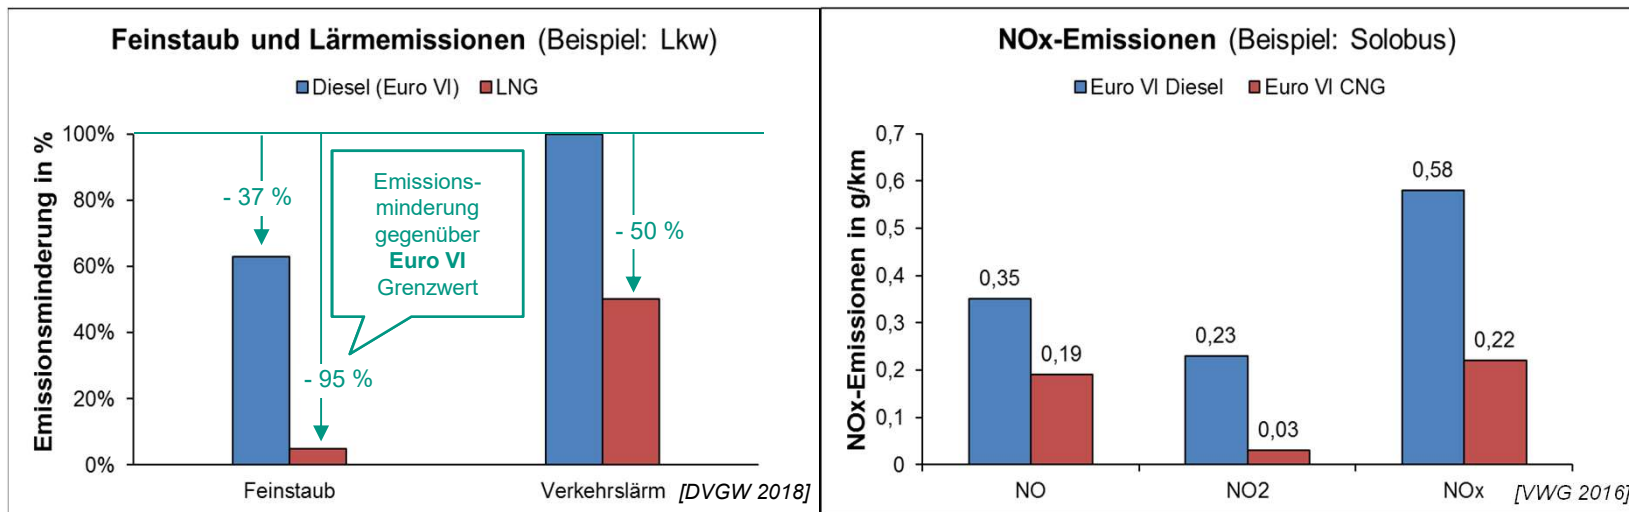 Feinstaub und Lärmemissionen (Beispiel: Lkw)
Diesel (Euro VI) LNG
Emissionsminderung in %
100%
80%
60%
40%
20%
0%
- 37 %
- 95 %
Emissions-
minderung
gegenüber
Euro VI
Grenzwert
- 50 %
Feinstaub Verkehrslärm [DVGW 2018]
NOx-Emissionen (Beispiel: Solobus)
Euro VI Diesel Euro VI CNG
NOx-Emissionen in g/km
0,7
0,6
0,5
0,4
0,3
0,2
0,1
0
0,35
0,19
0,23
0,03
0,58
0,22
NO NO2 NOx [VWG 2016]